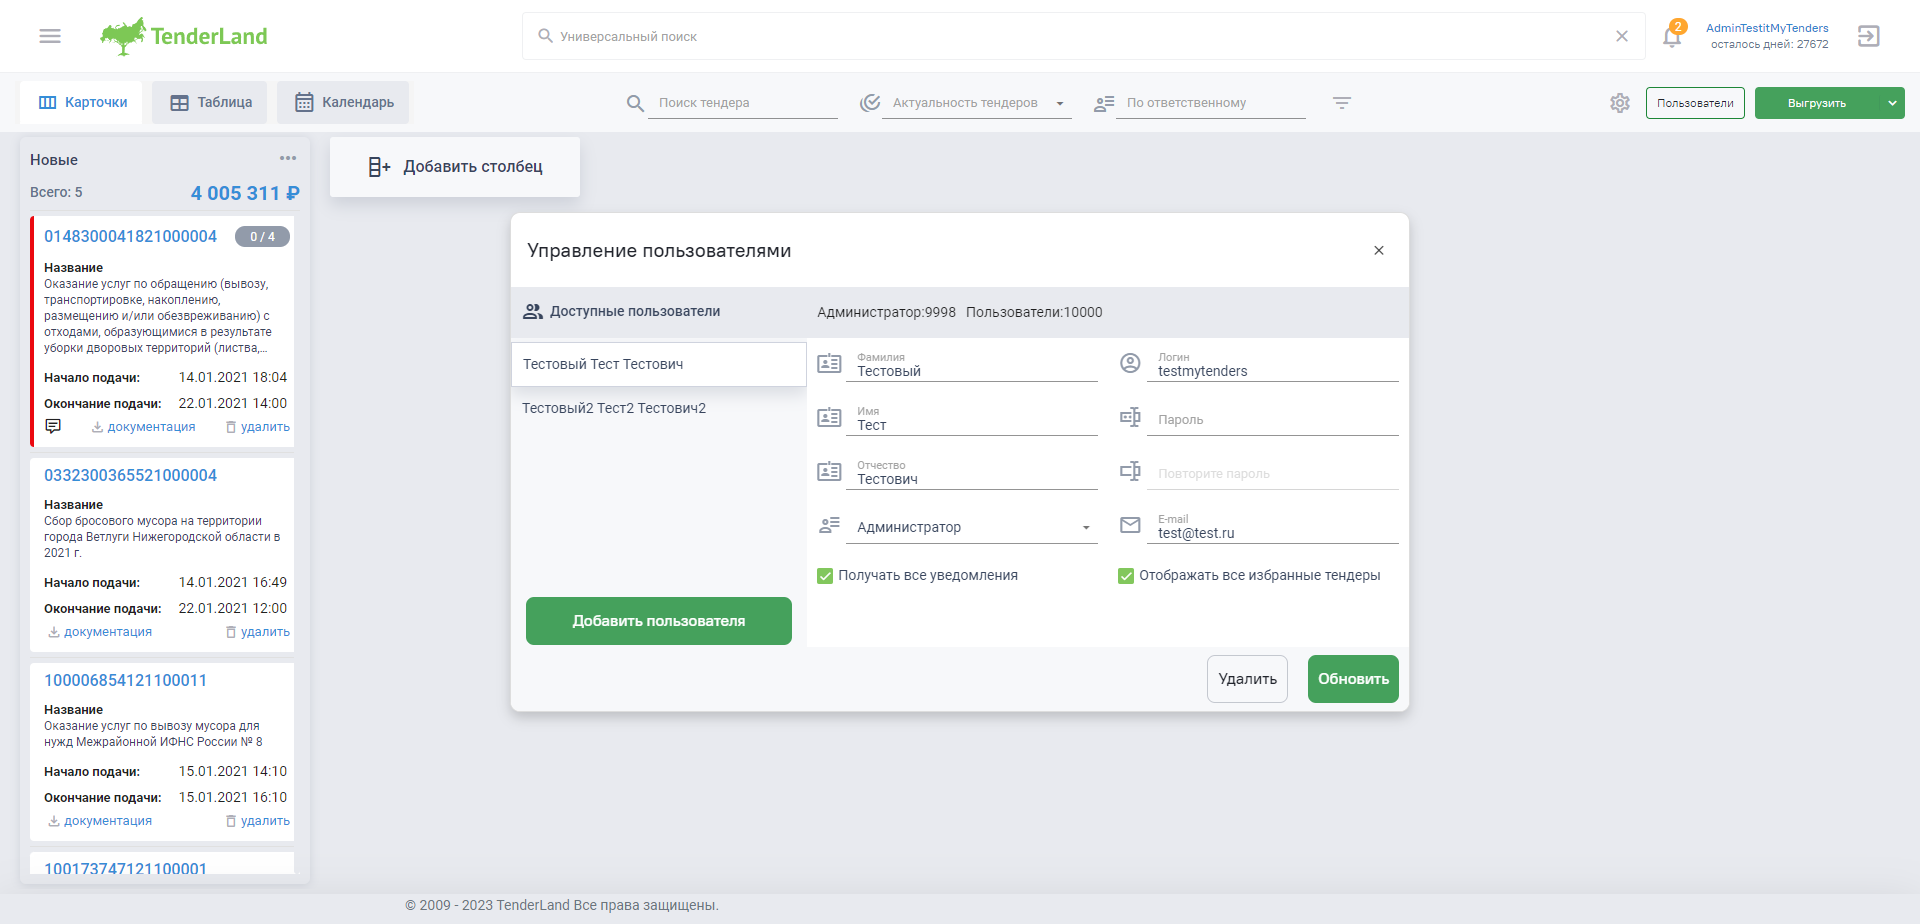 TenderLand
Универсальный поиск
2
AdminTestitMyTenders
осталось дней: 27672
Карточки
Таблица
Календарь
Поиск тендера
Актуальность тендеров
По ответственному
Пользователи
Выгрузить
Новые
Всего: 5
4 005 311 ₽
0148300041821000004
0 / 4
Название
Оказание услуг по обращению (вывозу,
транспортировке, накоплению,
размещению и/или обезвреживанию) с
отходами, образующимися в результате
уборки дворовых территорий (листва,...
Начало подачи: 14.01.2021 18:04
Окончание подачи: 22.01.2021 14:00
документация удалить
0332300365521000004
Название
Сбор бросового мусора на территории
города Ветлуги Нижегородской области в
2021 г.
Начало подачи: 14.01.2021 16:49
Окончание подачи: 22.01.2021 12:00
документация удалить
100006854121100011
Название
Оказание услуг по вывозу мусора для
нужд Межрайонной ИФНС России № 8
Начало подачи: 15.01.2021 14:10
Окончание подачи: 15.01.2021 16:10
документация удалить
100173747121100001
Добавить столбец
Управление пользователями
Доступные пользователи
Администратор:9998 Пользователи:10000
Тестовый Тест Тестович
Тестовый2 Тест2 Тестович2
Добавить пользователя
Фамилия
Тестовый
Логин
testmytenders
Имя
Тест
Пароль
Отчество
Тестович
Повторите пароль
Администратор
E-mail
test@test.ru
Получать все уведомления
Отображать все избранные тендеры
Удалить
Обновить
© 2009 - 2023 TenderLand Все права защищены.